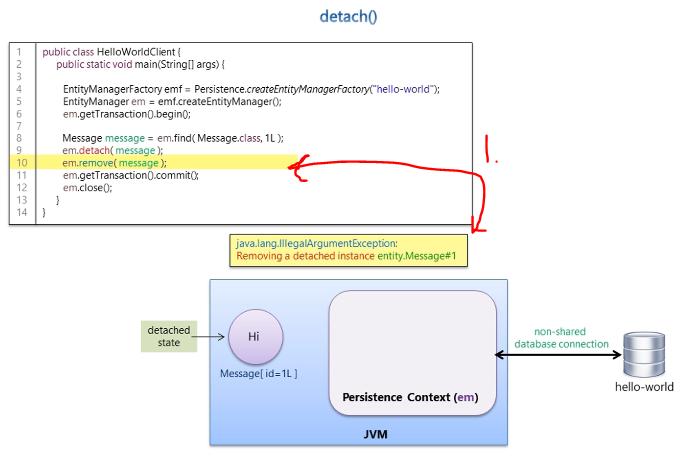 detach()
1 public class HelloWorldClient {
2 public static void main(String[] args) {
3
4 EntityManagerFactory emf = Persistence.createEntityManagerFactory("hello-world");
5 EntityManager em = emf.createEntityManager();
6 em.getTransaction().begin();
7
8 Message message = em.find( Message.class, 1L );
9 em.detach( message );
10 em.remove( message );
11 em.getTransaction().commit();
12 em.close();
13 }
14 }
1.
java.lang.IllegalArgumentException:
Removing a detached instance entity.Message#1
detached
state
Hi
Message[ id=1L ]
Persistence Context (em)
JVM
non-shared
database connection
hello-world